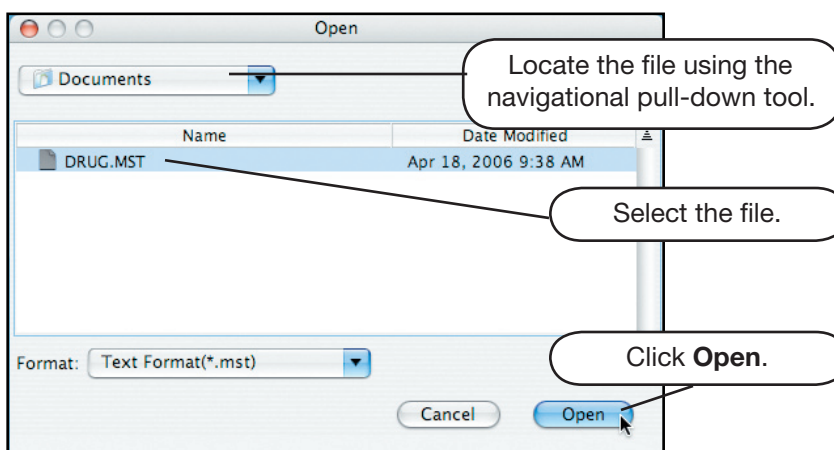 Open
Documents
Locate the file using the
navigational pull-down tool.
Name Date Modified
DRUG.MST Apr 18, 2006 9:38 AM
Select the file.
Format: Text Format(*.mst)
Click Open.
Cancel Open